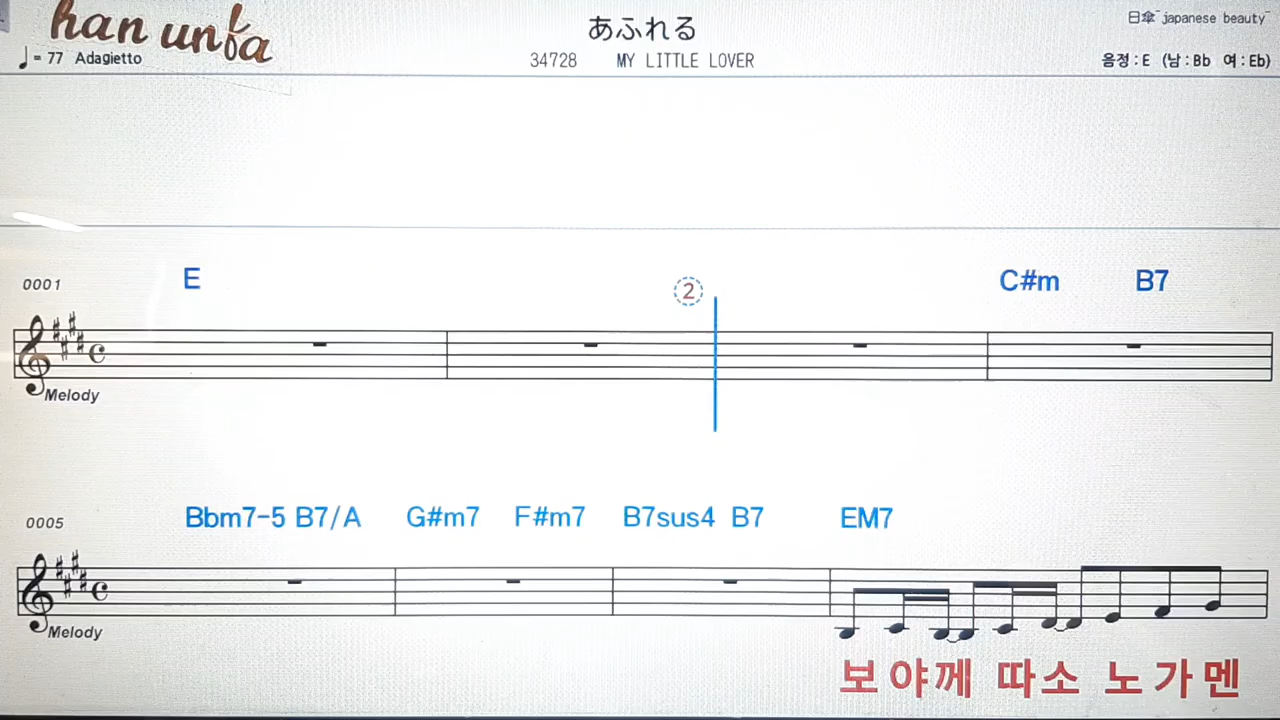 han unfa
あふれる
日傘~japanese beauty~
♩= 77 Adagietto
34728 MY LITTLE LOVER
음정 : E (남 : Bb 여 : Eb)
0001 E ② C#m B7
Melody
0005 Bbm7-5 B7/A G#m7 F#m7 B7sus4 B7 EM7
Melody
보 야께 따소 노 가 멘